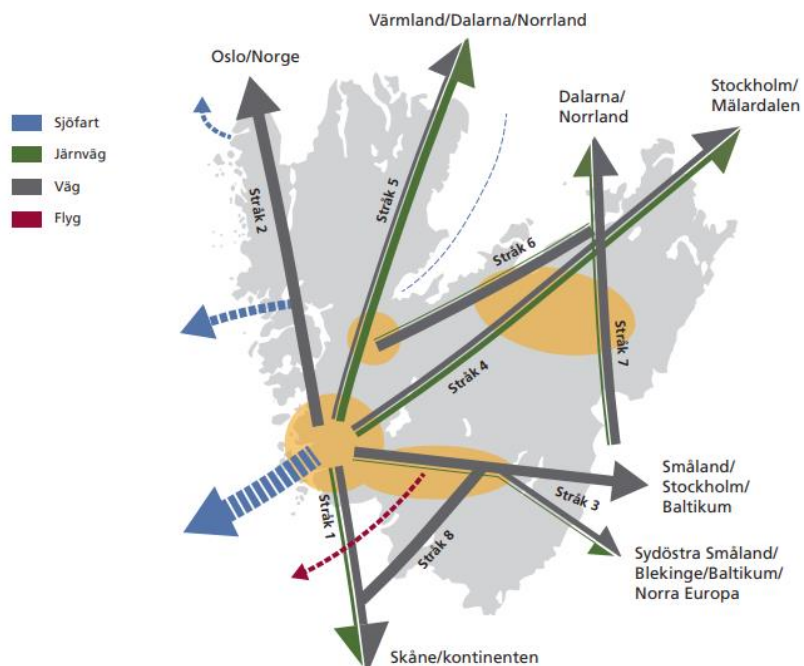 Värmland/Dalarna/Norrland
Oslo/Norge
Stockholm/
Mälardalen
Dalarna/
Norrland
Sjöfart
Järnväg
Väg
Flyg
Stråk 2
Stråk 5
Stråk 6
Stråk 4
Stråk 7
Småland/
Stockholm/
Baltikum
Stråk 3
Stråk 1
Stråk 8
Sydöstra Småland/
Blekinge/Baltikum/
Norra Europa
Skåne/kontinenten